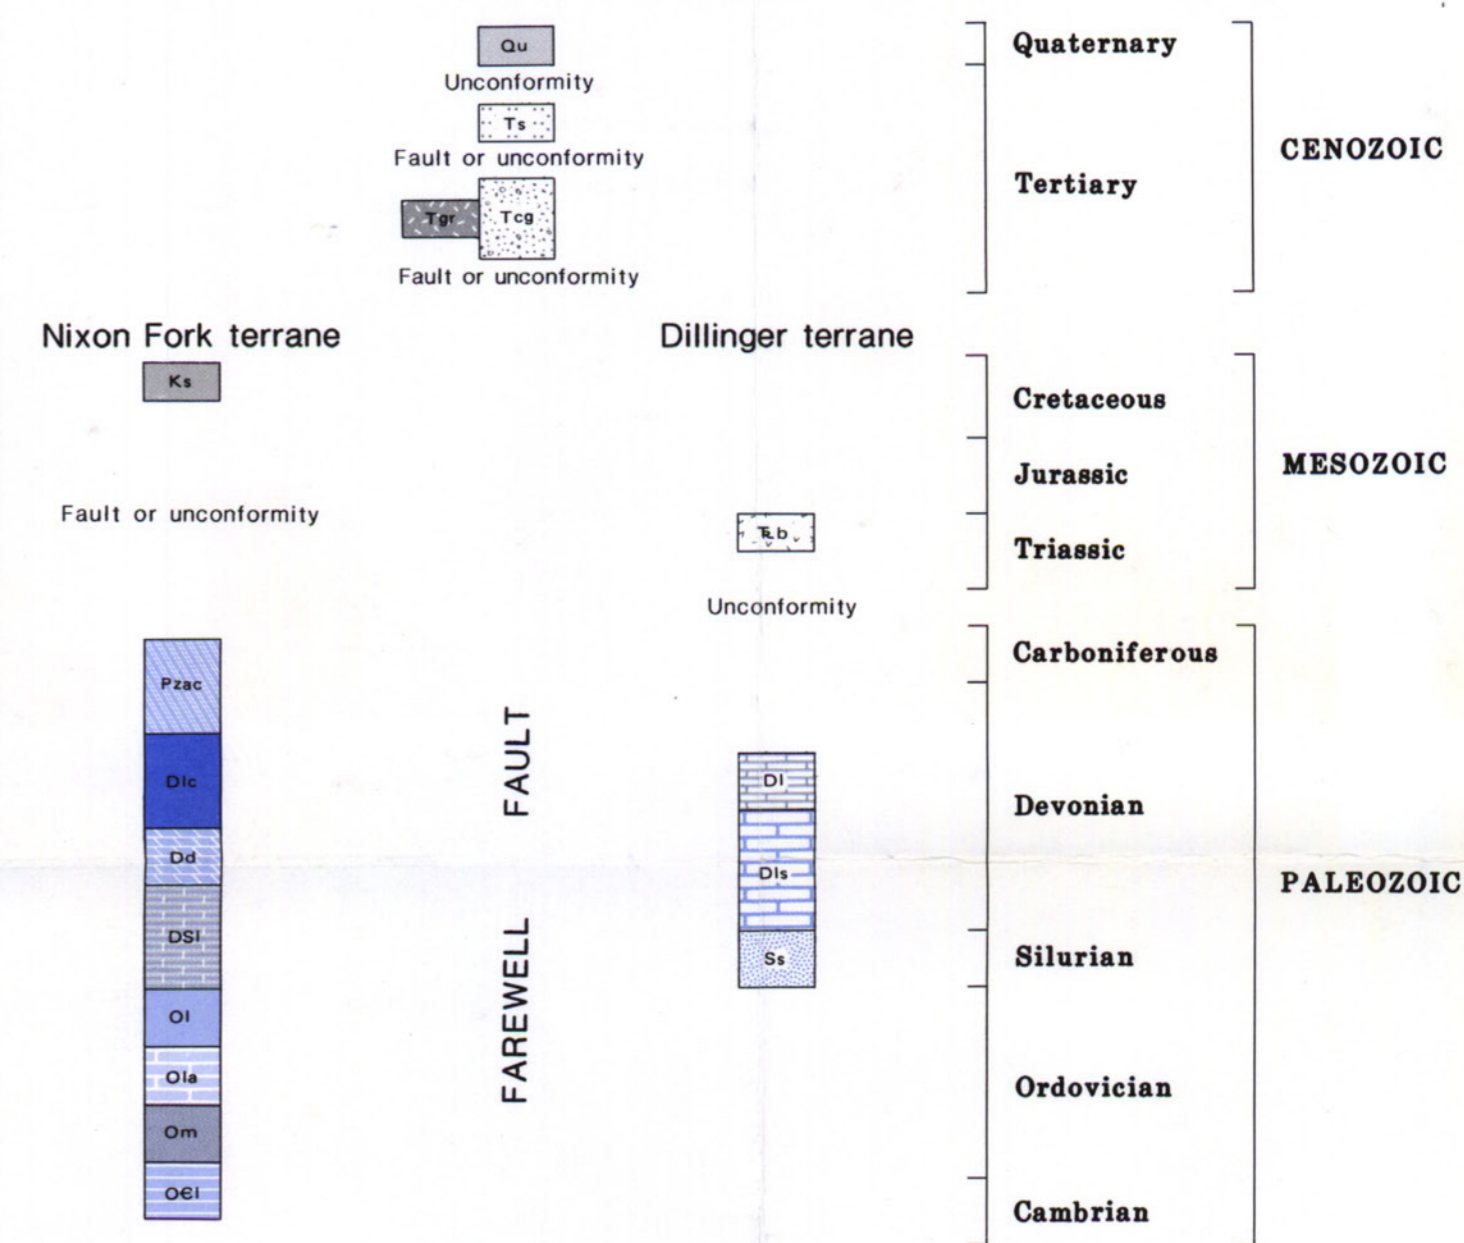 Qu
Unconformity
Ts
Fault or unconformity
Tgr
Tcg
Fault or unconformity
Quaternary
Tertiary
CENOZOIC
Nixon Fork terrane
Ks
Fault or unconformity
Pzac
Dlc
Dd
DSl
Ol
Ola
Om
OЄl
FAREWELL FAULT
Dillinger terrane
Ꞃb
Unconformity
Dl
Dls
Ss
Cretaceous
Jurassic
Triassic
MESOZOIC
Carboniferous
Devonian
Silurian
Ordovician
Cambrian
PALEOZOIC